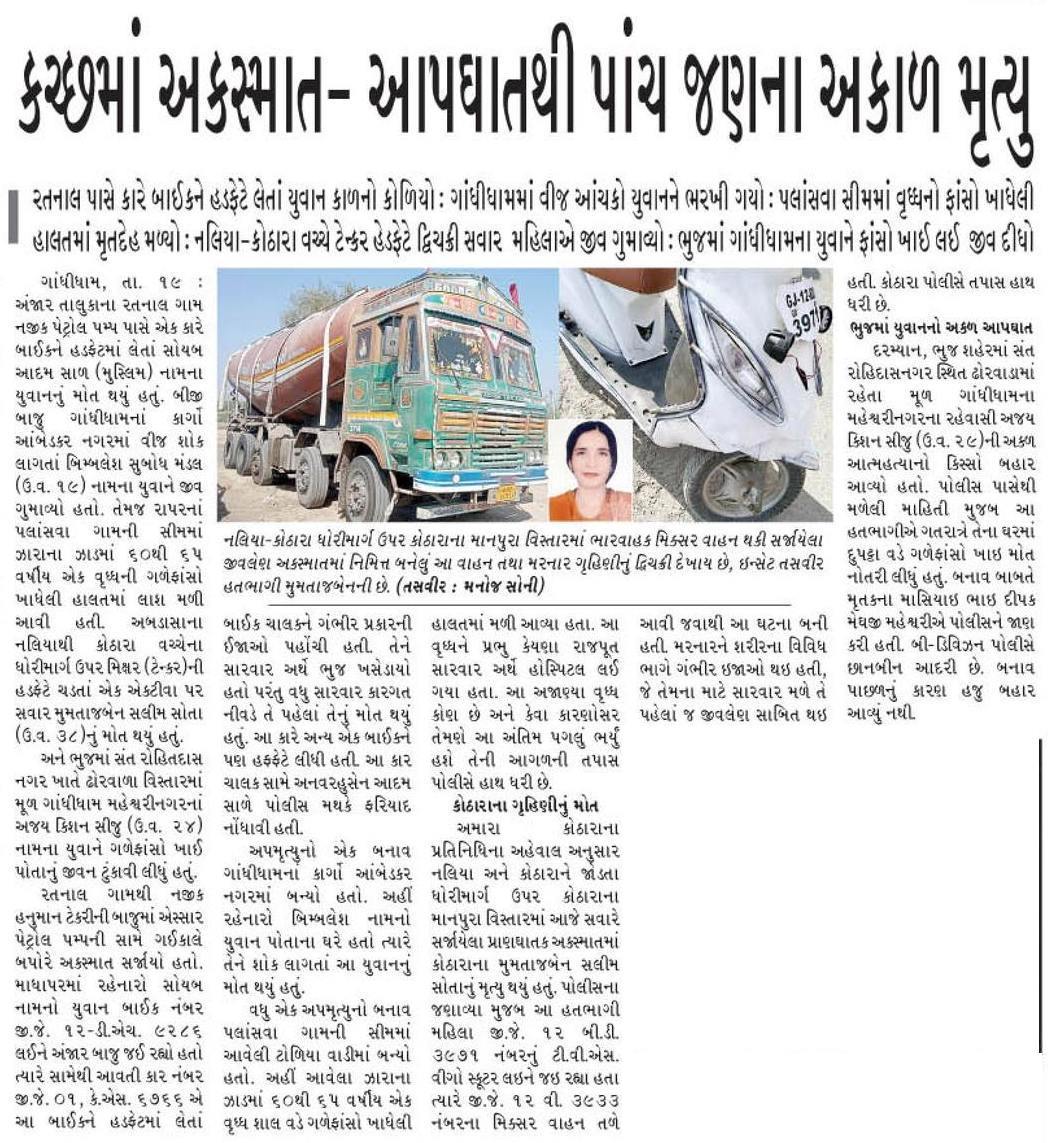 કચ્છમાં અકસ્માત- આપઘાતથી પાંચ જણના અકાળ મૃત્યુ
રતનાલ પાસે કારે બાઈકને હડફેટે લેતાં યુવાન કાળનો કોળિયો : ગાંધીધામમાં વીજ આંચકો યુવાનને ભરખી ગયો : પલાંસવા સીમમાં વૃધ્ધનો ફાંસો ખાધેલી
હાલતમાં મૃતદેહ મળ્યો : નલિયા-કોઠારા વચ્ચે ટેન્કર હેડફેટે દ્વિચક્રી સવાર મહિલાએ જીવ ગુમાવ્યો : ભુજમાં ગાંધીધામના યુવાને ફાંસો ખાઈ લઈ જીવ દીધો
ગાંધીધામ, તા. ૧૯ :
અંજાર તાલુકાના રતનાલ ગામ
નજીક પેટ્રોલ પમ્પ પાસે એક કારે
બાઈકને હડફેટમાં લેતાં સોયબ
આદમ સાળ (મુસ્લિમ) નામના
યુવાનનું મોત થયું હતું. બીજી
બાજુ ગાંધીધામનાં કાર્ગો
આંબેડકર નગરમાં વીજ શોક
લાગતાં બિમ્બલેશ સુબોધ મંડલ
(ઉ.વ. ૧૯) નામના યુવાને જીવ
ગુમાવ્યો હતો. તેમજ રાપરનાં
પલાંસવા ગામની સીમમાં
ઝારાના ઝાડમાં ૬૦થી ૬૫
વર્ષીય એક વૃધ્ધની ગળેફાંસો
ખાધેલી હાલતમાં લાશ મળી
આવી હતી. અબડાસાના
નલિયાથી કોઠારા વચ્ચેના
ધોરીમાર્ગ ઉપર મિક્ષર (ટેન્કર)ની
હડફેટે ચડતાં એક એક્ટીવા પર
સવાર મુમતાજબેન સલીમ સોતા
(ઉ.વ. ૩૮)નું મોત થયું હતું.
અને ભુજમાં સંત રોહિતદાસ
નગર ખાતે ઢોરવાળા વિસ્તારમાં
મૂળ ગાંધીધામ મહેશ્વરીનગરનાં
અજય કિશન સીજુ (ઉ.વ. ૨૪)
નામના યુવાને ગળેફાંસો ખાઈ
પોતાનું જીવન ટુંકાવી લીધું હતું.
રતનાલ ગામથી નજીક
હનુમાન ટેકરીની બાજુમાં એસ્સાર
પેટ્રોલ પમ્પની સામે ગઈકાલે
બપોરે અકસ્માત સર્જાયો હતો.
માધાપરમાં રહેનારો સોયબ
નામનો યુવાન બાઈક નંબર
જી.જે. ૧૨-ડી.એચ. ૯૨૮૬
લઈને અંજાર બાજુ જઈ રહ્યો હતો
ત્યારે સામેથી આવતી કાર નંબર
જી.જે. ૦૧, કે.એસ. ૬૭૬૬ એ
આ બાઈકને હડફેટમાં લેતાં
GJ-12
397
નલિયા-કોઠારા ધોરીમાર્ગ ઉપર કોઠારાના માનપુરા વિસ્તારમાં ભારવાહક મિક્સર વાહન થકી સર્જાયેલા
જીવલેણ અકસ્માતમાં નિમિત્ત બનેલું આ વાહન તથા મરનાર ગૃહિણીનું દ્વિચક્રી દેખાય છે, ઇન્સેટ તસવીર
હતભાગી મુમતાજબેનની છે. (તસવીર : મનોજ સોની)
બાઈક ચાલકને ગંભીર પ્રકારની
ઈજાઓ પહોંચી હતી. તેને
સારવાર અર્થે ભુજ ખસેડાયો
હતો પરંતુ વધુ સારવાર કારગત
નીવડે તે પહેલાં તેનું મોત થયું
હતું. આ કારે અન્ય એક બાઈકને
પણ હફ્ફેટે લીધી હતી. આ કાર
ચાલક સામે અનવરહુસેન આદમ
સાળે પોલીસ મથકે ફરિયાદ
નોંધાવી હતી.
અપમૃત્યુનો એક બનાવ
ગાંધીધામનાં કાર્ગો આંબેડકર
નગરમાં બન્યો હતો. અહીં
રહેનારો બિમ્બલેશ નામનો
યુવાન પોતાના ઘરે હતો ત્યારે
તેને શોક લાગતાં આ યુવાનનું
મોત થયું હતું.
વધુ એક અપમૃત્યુનો બનાવ
પલાંસવા ગામની સીમમાં
આવેલી ટોળિયા વાડીમાં બન્યો
હતો. અહીં આવેલા ઝારાના
ઝાડમાં ૬૦થી ૬૫ વર્ષીય એક
વૃધ્ધ શાલ વડે ગળેફાંસો ખાધેલી
હાલતમાં મળી આવ્યા હતા. આ
વૃધ્ધને પ્રભુ કેયણા રાજપૂત
સારવાર અર્થે હોસ્પિટલ લઈ
ગયા હતા. આ અજાણ્યા વૃધ્ધ
કોણ છે અને કેવા કારણોસર
તેમણે આ અંતિમ પગલું ભર્યું
હશે તેની આગળની તપાસ
પોલીસે હાથ ધરી છે.
કોઠારાના ગૃહિણીનું મોત
અમારા કોઠારાના
પ્રતિનિધિના અહેવાલ અનુસાર
નલિયા અને કોઠારાને જોડતા
ધોરીમાર્ગ ઉપર કોઠારાના
માનપુરા વિસ્તારમાં આજે સવારે
સર્જાયેલા પ્રાણઘાતક અકસ્માતમાં
કોઠારાના મુમતાજબેન સલીમ
સોતાનું મૃત્યુ થયું હતું. પોલીસના
જણાવ્યા મુજબ આ હતભાગી
મહિલા જી.જે. ૧૨ બી.ડી.
૩૯૭૧ નંબરનું ટી.વી.એસ.
વીગો સ્કૂટર લઇને જઇ રહ્યા હતા
ત્યારે જી.જે. ૧૨ વી. ૩૯૩૩
નંબરના મિક્સર વાહન તળે
આવી જવાથી આ ઘટના બની
હતી. મરનારને શરીરના વિવિધ
ભાગે ગંભીર ઇજાઓ થઇ હતી,
જે તેમના માટે સારવાર મળે તે
પહેલાં જ જીવલેણ સાબિત થઇ
હતી. કોઠારા પોલીસે તપાસ હાથ
ધરી છે.
ભુજમાં યુવાનનો અકળ આપઘાત
દરમ્યાન, ભુજ શહેરમાં સંત
રોહિદાસનગર સ્થિત ઢોરવાડામાં
રહેતા મૂળ ગાંધીધામના
મહેશ્વરીનગરના રહેવાસી અજય
કિશન સીજુ (ઉ.વ. ૨૯)ની અકળ
આત્મહત્યાનો કિસ્સો બહાર
આવ્યો હતો. પોલીસ પાસેથી
મળેલી માહિતી મુજબ આ
હતભાગીએ ગતરાત્રે તેના ઘરમાં
દુપટ્ટા વડે ગળેફાંસો ખાઇ મોત
નોતરી લીધું હતું. બનાવ બાબતે
મૃતકના માસિયાઇ ભાઇ દીપક
મેઘજી મહેશ્વરીએ પોલીસને જાણ
કરી હતી. બી-ડિવિઝન પોલીસે
છાનબીન આદરી છે. બનાવ
પાછળનું કારણ હજુ બહાર
આવ્યું નથી.